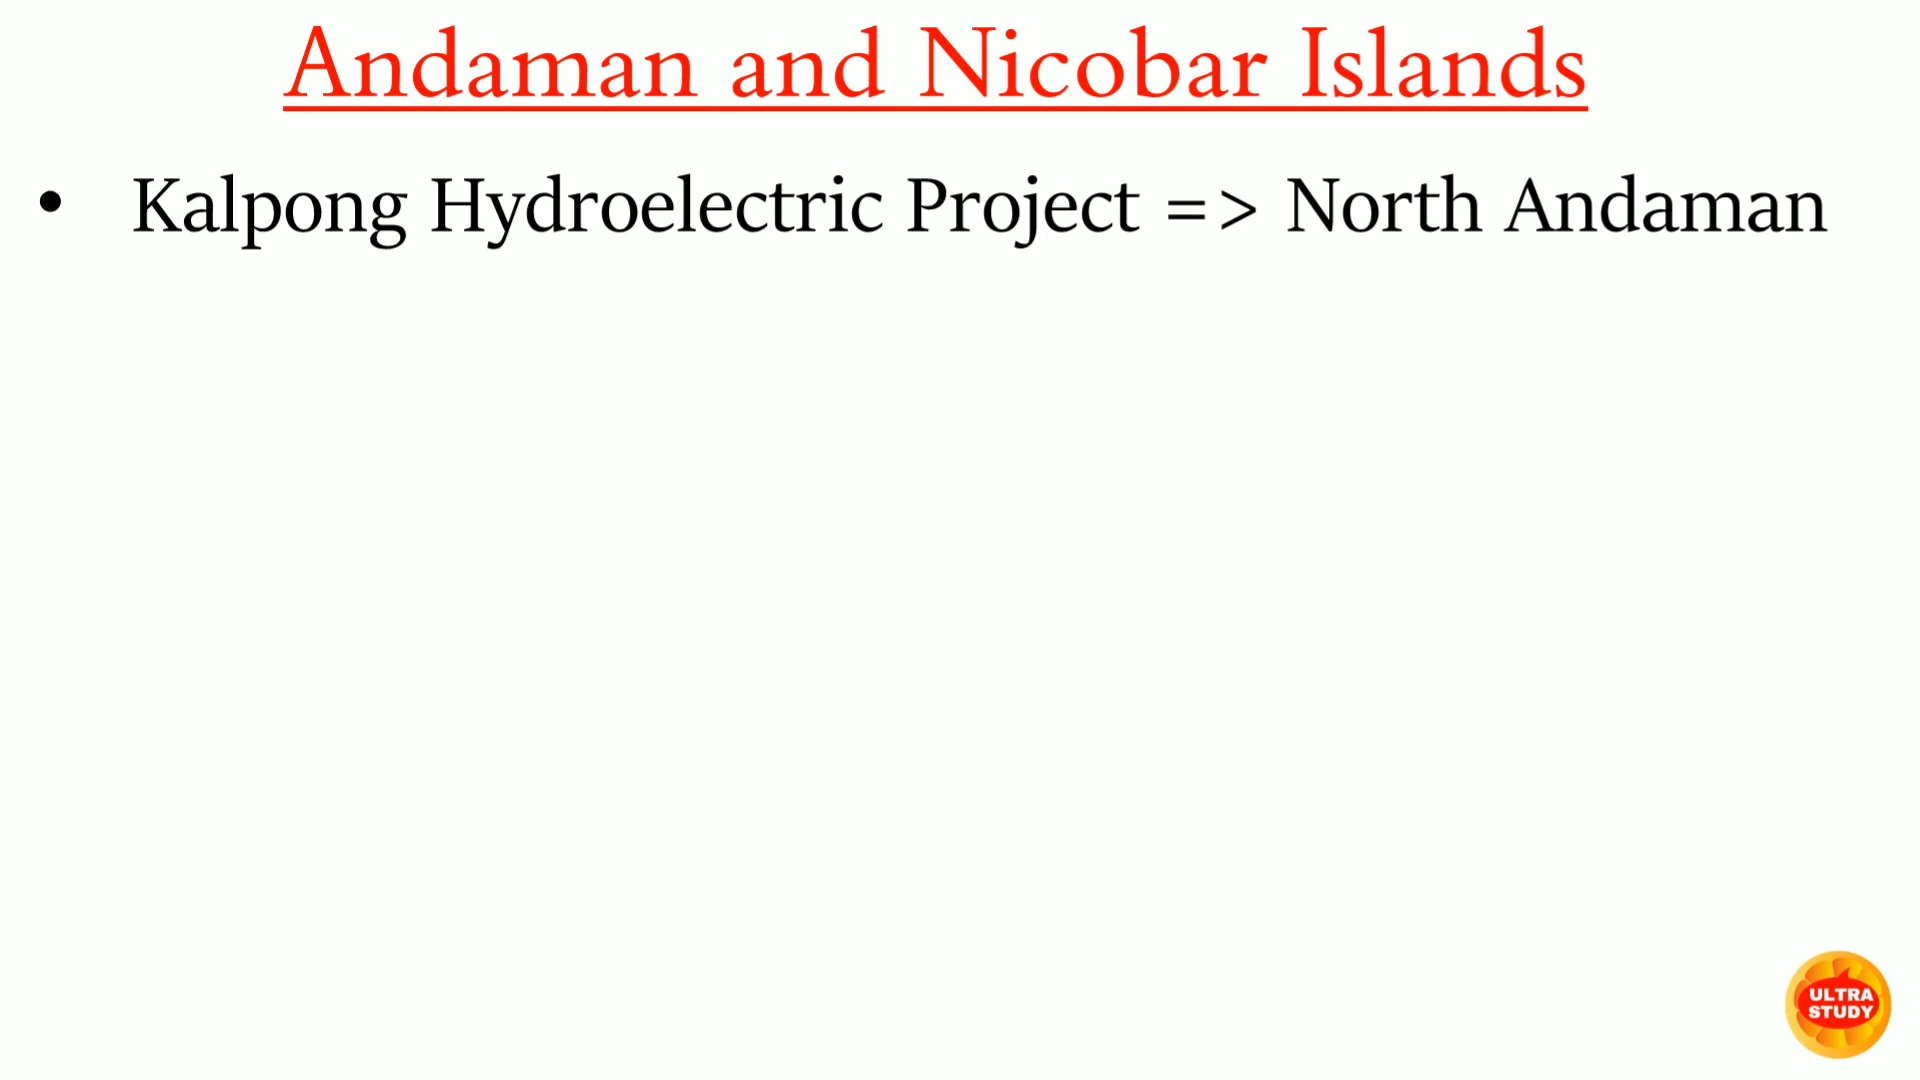 Andaman and Nicobar Islands
• Kalpong Hydroelectric Project => North Andaman
ULTRA
STUDY